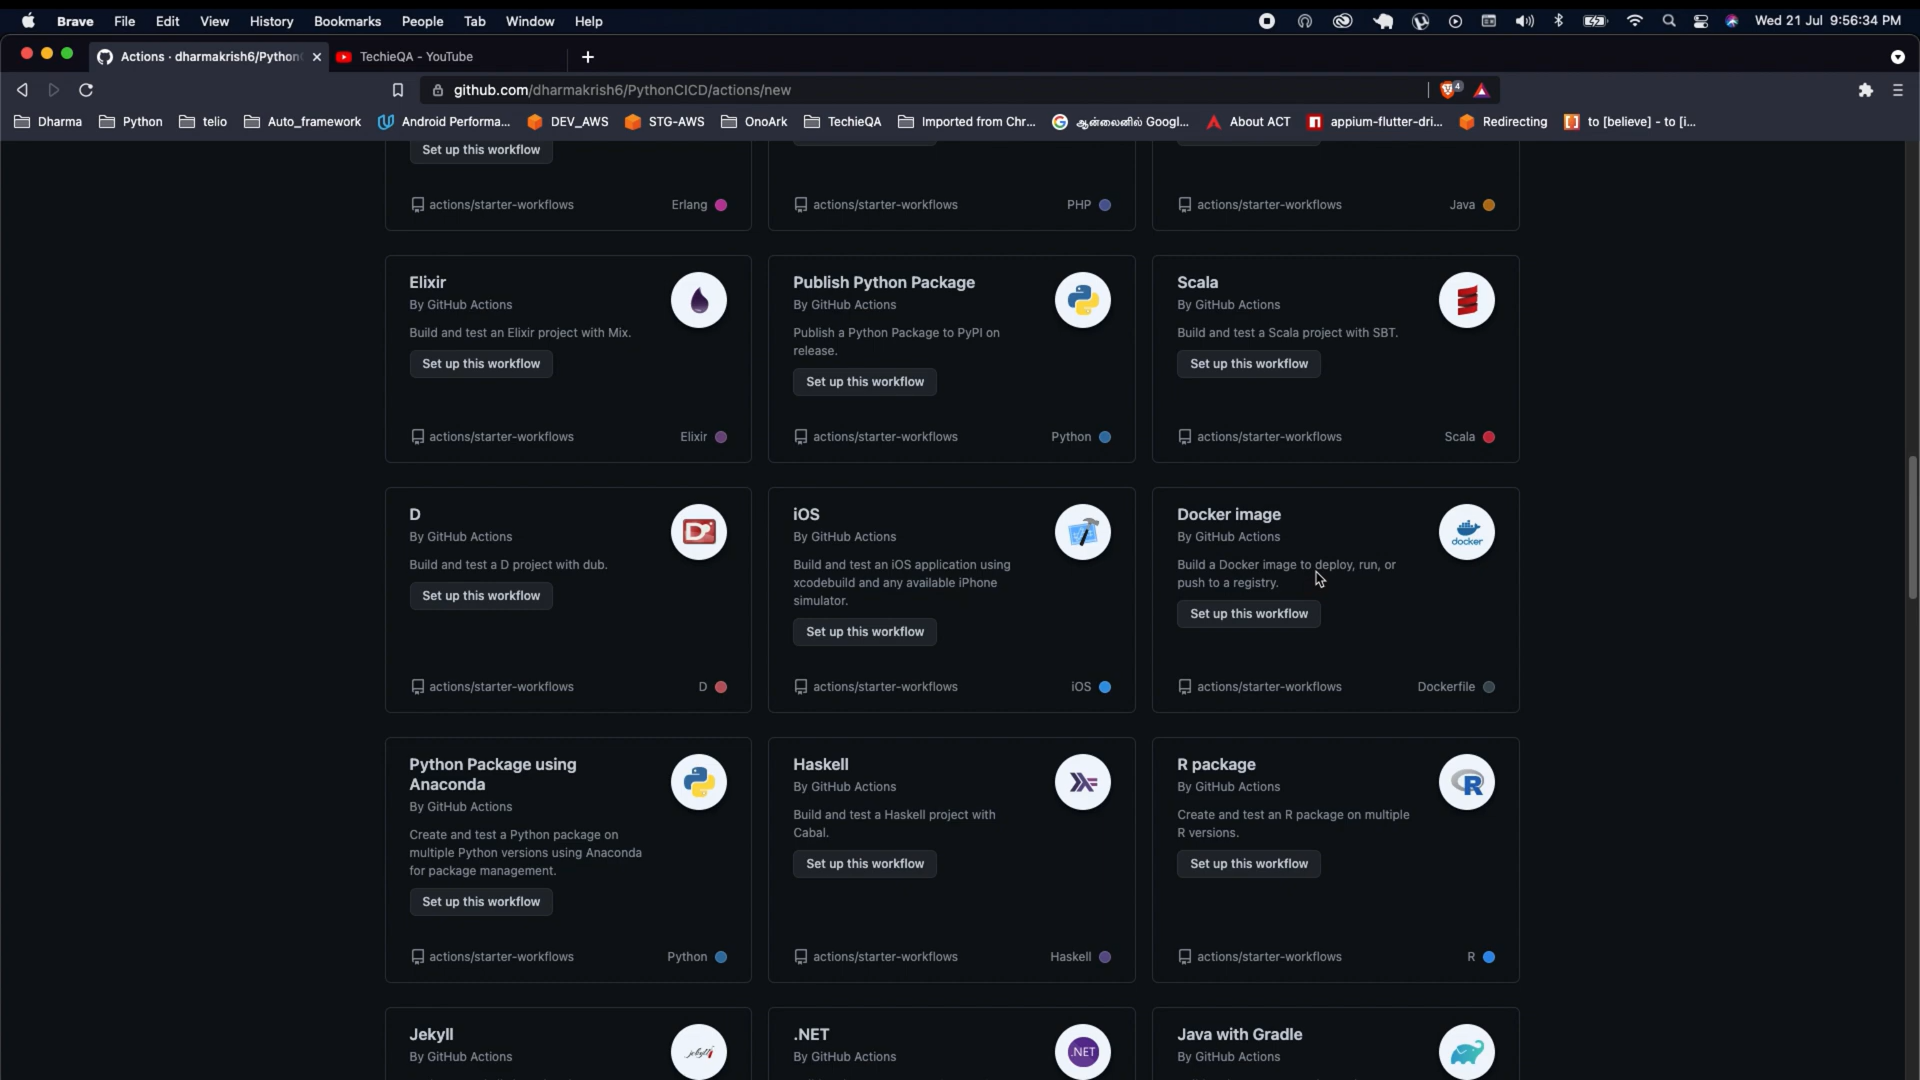 Brave File Edit View History Bookmarks People Tab Window Help Wed 21 Jul 9:56:34 PM
Actions · dharmakrish6/Python TechieQA - YouTube
github.com/dharmakrish6/PythonCICD/actions/new
Dharma Python telio Auto_framework Android Performa... DEV_AWS STG-AWS OnoArk TechieQA Imported from Chr... ஆன்லைனில் Googl... About ACT appium-flutter-dri... Redirecting to [believe] - to [i...
Set up this workflow
actions/starter-workflows Erlang
actions/starter-workflows PHP
actions/starter-workflows Java
Elixir
By GitHub Actions
Build and test an Elixir project with Mix.
Set up this workflow
actions/starter-workflows Elixir
Publish Python Package
By GitHub Actions
Publish a Python Package to PyPI on
release.
Set up this workflow
actions/starter-workflows Python
Scala
By GitHub Actions
Build and test a Scala project with SBT.
Set up this workflow
actions/starter-workflows Scala
D
By GitHub Actions
Build and test a D project with dub.
Set up this workflow
actions/starter-workflows D
iOS
By GitHub Actions
Build and test an iOS application using
xcodebuild and any available iPhone
simulator.
Set up this workflow
actions/starter-workflows iOS
Docker image
By GitHub Actions
docker
Build a Docker image to deploy, run, or
push to a registry.
Set up this workflow
actions/starter-workflows Dockerfile
Python Package using
Anaconda
By GitHub Actions
Create and test a Python package on
multiple Python versions using Anaconda
for package management.
Set up this workflow
actions/starter-workflows Python
Haskell
By GitHub Actions
Build and test a Haskell project with
Cabal.
Set up this workflow
actions/starter-workflows Haskell
R package
By GitHub Actions
Create and test an R package on multiple
R versions.
Set up this workflow
actions/starter-workflows R
Jekyll
By GitHub Actions
jekyll
.NET
By GitHub Actions
.NET
Java with Gradle
By GitHub Actions